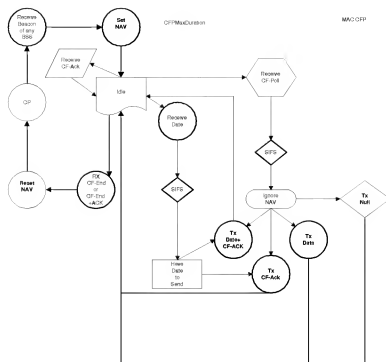 Receive
Beacon
of any
BSS
Set
NAV
CFPMaxDuration
MAC CFP
Receive
CF-Ack
Idle
Receive
CF-Poll
CP
Receive
Data
SIFS
Reset
NAV
RX
CF-End
or
CF-End
+ACK
SIFS
Ignore
NAV
Tx
Null
Tx
Data+
CF-ACK
Tx
Data
Have
Data
to
Send
Tx
CF-Ack